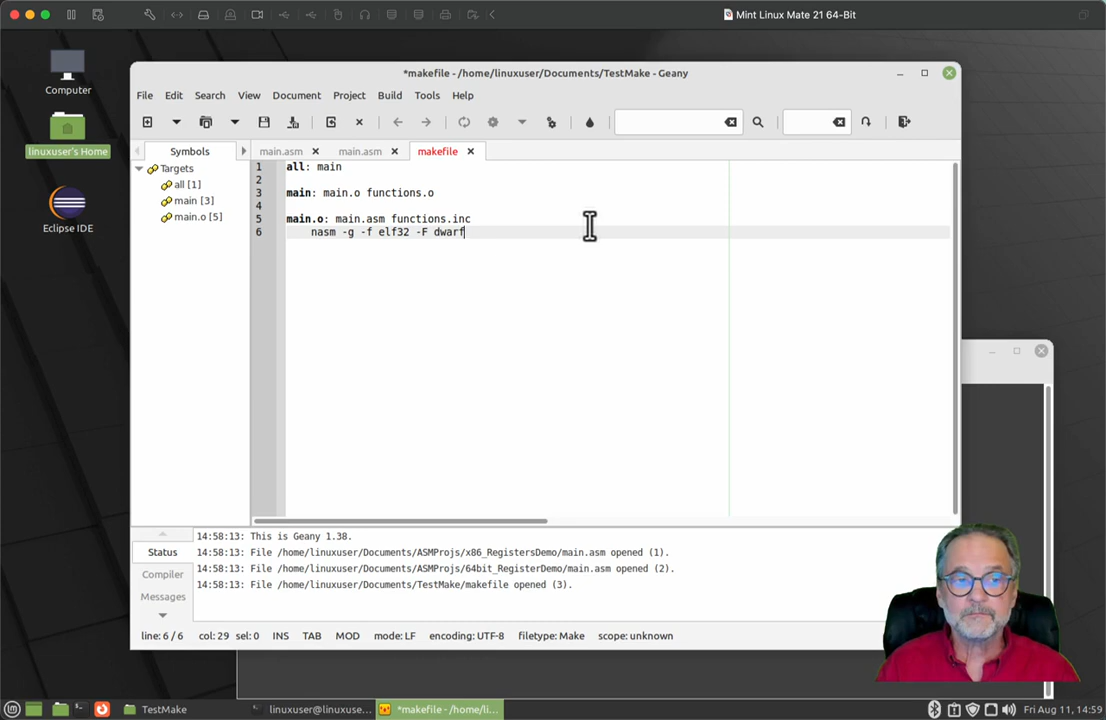 Mint Linux Mate 21 64-Bit
Computer
linuxuser's Home
Eclipse IDE
*makefile - /home/linuxuser/Documents/TestMake - Geany
File Edit Search View Document Project Build Tools Help
Symbols
main.asm main.asm makefile
Targets
all [1]
main [3]
main.o [5]
1 all: main
2
3 main: main.o functions.o
4
5 main.o: main.asm functions.inc
6 nasm -g -f elf32 -F dwarf
Status
Compiler
Messages
14:58:13: This is Geany 1.38.
14:58:13: File /home/linuxuser/Documents/ASMProjs/x86_RegistersDemo/main.asm opened (1).
14:58:13: File /home/linuxuser/Documents/ASMProjs/64bit_RegisterDemo/main.asm opened (2).
14:58:13: File /home/linuxuser/Documents/TestMake/makefile opened (3).
line: 6 / 6 col: 29 sel: 0 INS TAB MOD mode: LF encoding: UTF-8 filetype: Make scope: unknown
TestMake linuxuser@linuxuse... *makefile - /home/li... Fri Aug 11, 14:59